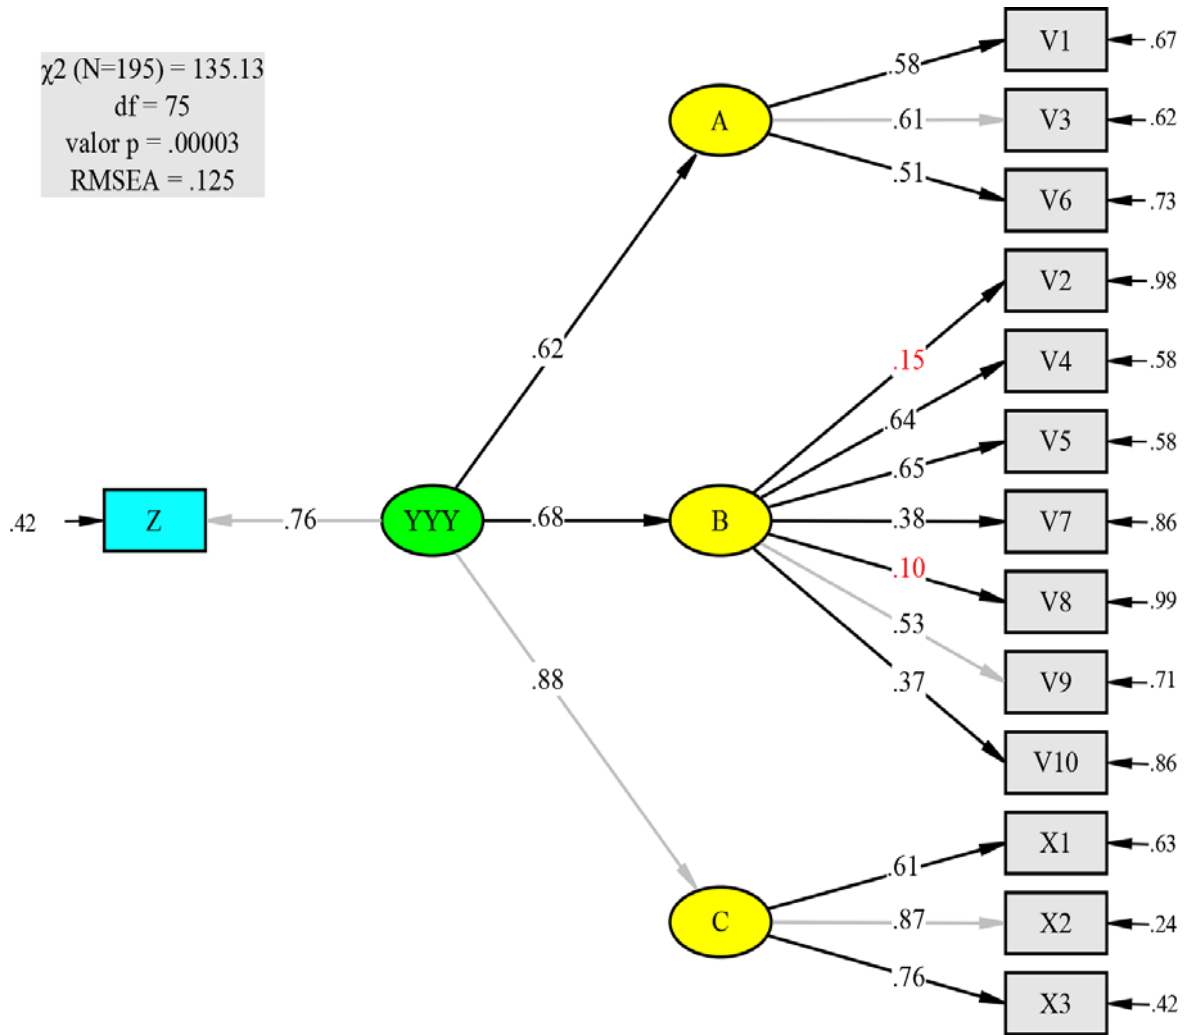 χ2 (N=195) = 135.13
df = 75
valor p = .00003
RMSEA = .125
V1
.67
.58
A
.61
V3
.62
.51
V6
.73
V2
.98
.62
.15
V4
.58
.64
V5
.58
.65
.42
Z
.76
YYY
.68
B
.38
V7
.86
.10
V8
.99
.53
.88
V9
.71
.37
V10
.86
X1
.63
.61
C
.87
X2
.24
.76
X3
.42